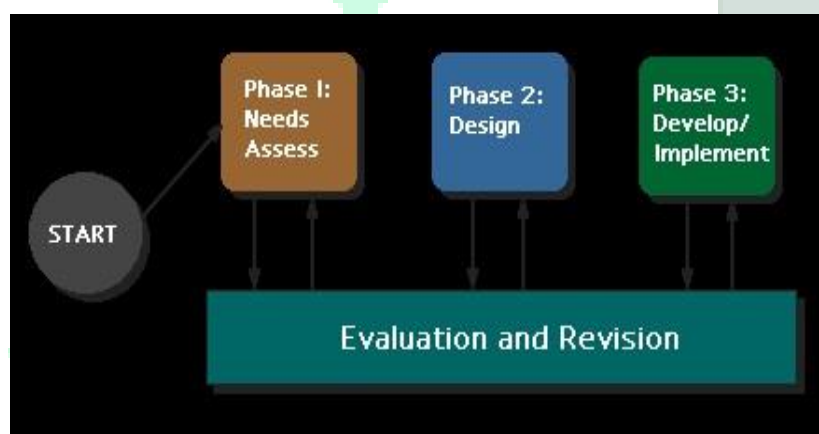 Phase 1:
Needs
Assess
Phase 2:
Design
Phase 3:
Develop/
Implement
START
Evaluation and Revision